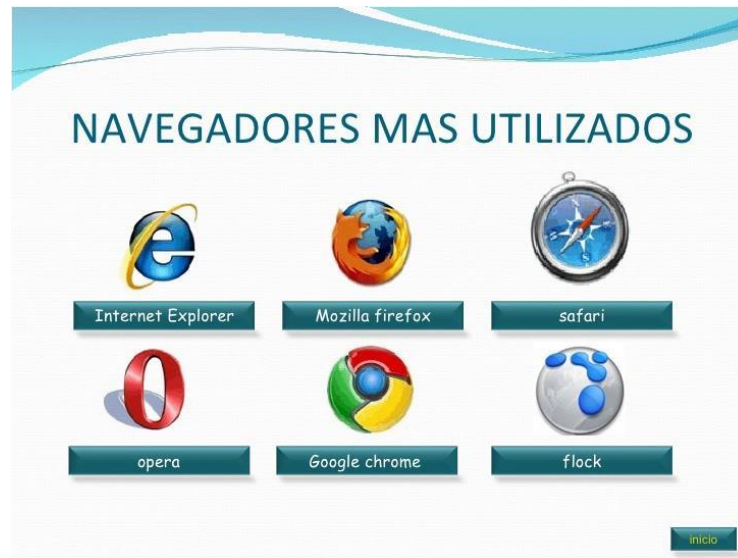 NAVEGADORES MAS UTILIZADOS
Internet Explorer
Mozilla firefox
safari
opera
Google chrome
flock
inicio